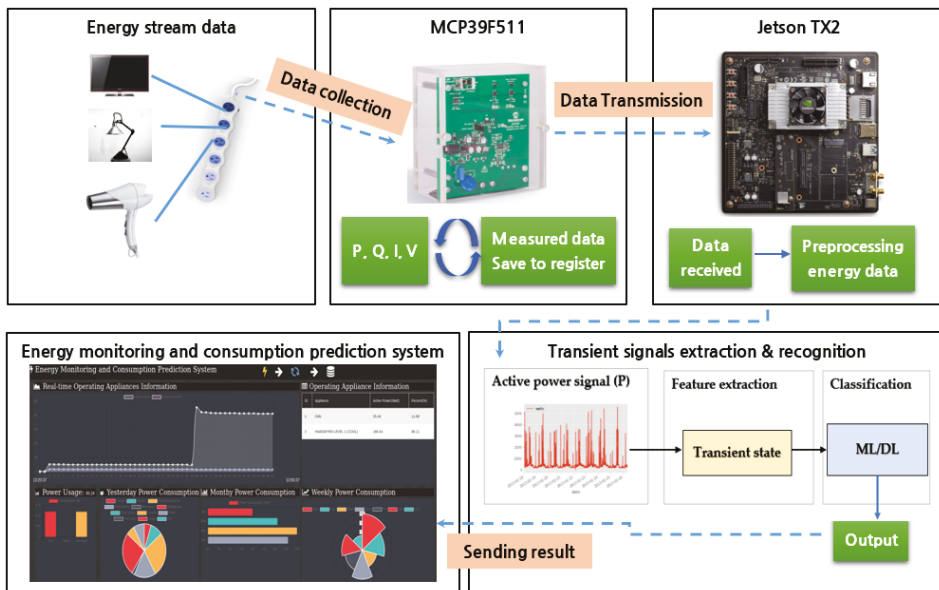 Energy stream data
Data collection
MCP39F511
P, Q, I, V
Measured data
Save to register
Data Transmission
Jetson TX2
Data
received
Preprocessing
energy data
Energy monitoring and consumption prediction system
Energy Monitoring and Consumption Prediction System
Real-time Operating Appliances Information
Operating Appliance Information
Power Usage
Yesterday Power Consumption
Monthy Power Consumption
Weekly Power Consumption
Sending result
Transient signals extraction & recognition
Active power signal (P)
Feature extraction
Transient state
Classification
ML/DL
Output